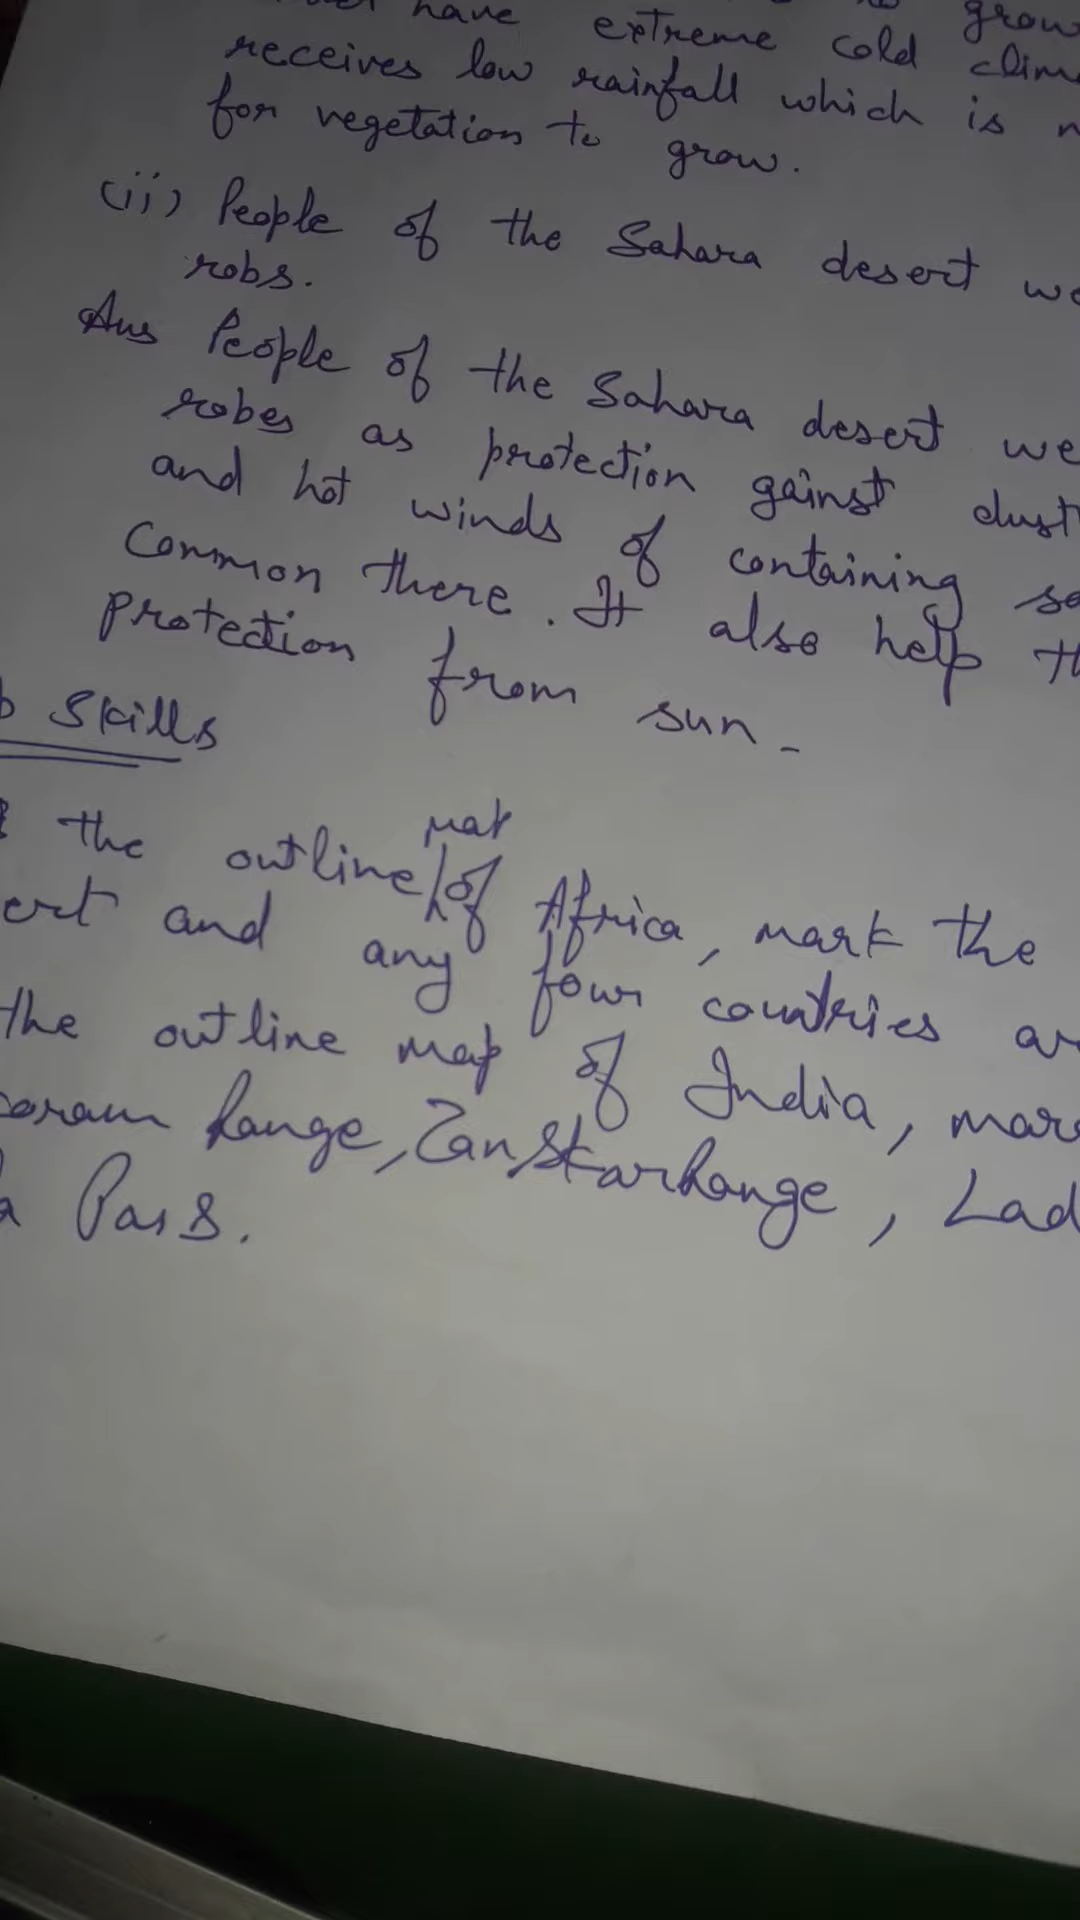 have extreme cold
receives low rainfall which is
for vegetation to grow.
(ii) People of the Sahara desert
robs.
Ans People of the Sahara desert
robes as protection gainst dust
and hot winds of containing
Common there. It also help
protection from sun.
Skills
the outline map of Africa, mark the
and any four countries
the outline map of India,
Range, Zanskar Range,
Pass.